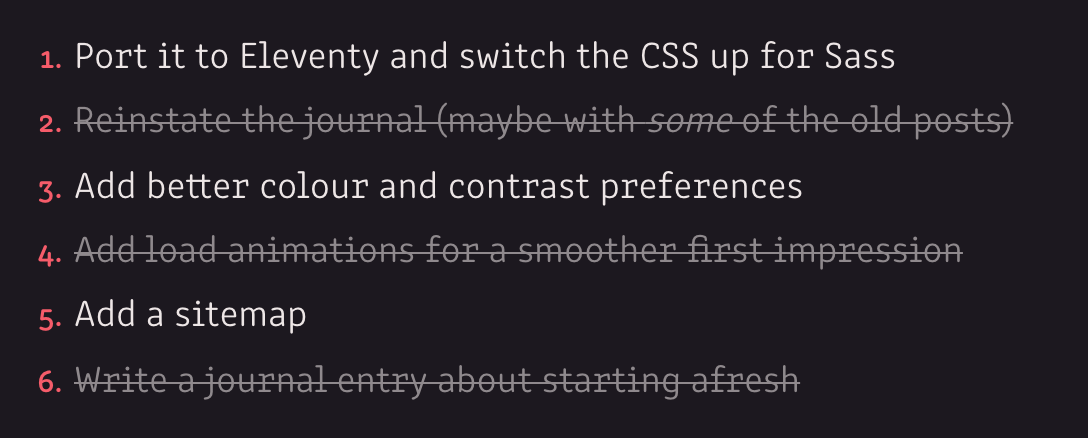 1. Port it to Eleventy and switch the CSS up for Sass
2. Reinstate the journal (maybe with some of the old posts)
3. Add better colour and contrast preferences
4. Add load animations for a smoother first impression
5. Add a sitemap
6. Write a journal entry about starting afresh